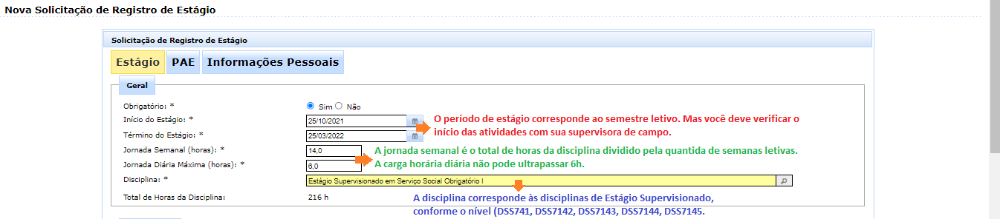 Nova Solicitação de Registro de Estágio
Solicitação de Registro de Estágio
Estágio PAE Informações Pessoais
Geral
Obrigatório: * Sim Não
Início do Estágio: * 25/10/2021
Término do Estágio: * 25/03/2022
O período de estágio corresponde ao semestre letivo. Mas você deve verificar o
início das atividades com sua supervisora de campo.
Jornada Semanal (horas): * 14,0
Jornada Diária Máxima (horas): * 6,0
A jornada semanal é o total de horas da disciplina dividido pela quantida de semanas letivas.
A carga horária diária não pode ultrapassar 6h.
Disciplina: * Estágio Supervisionado em Serviço Social Obrigatório I
Total de Horas da Disciplina: 216 h
A disciplina corresponde às disciplinas de Estágio Supervisionado,
conforme o nível (DSS741, DSS7142, DSS7143, DSS7144, DSS7145.